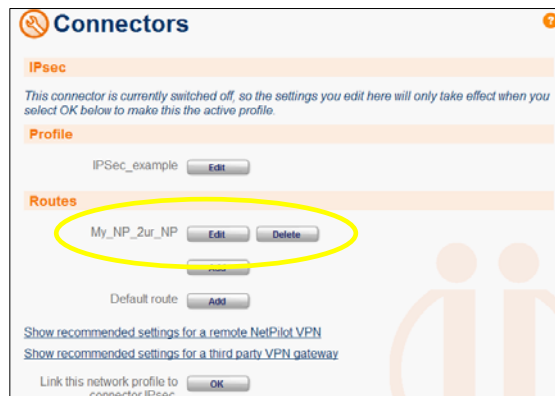 Connectors
?
IPsec
This connector is currently switched off, so the settings you edit here will only take effect when you
select OK below to make this the active profile.
Profile
IPSec_example Edit
Routes
My_NP_2ur_NP Edit Delete
Add
Default route Add
Show recommended settings for a remote NetPilot VPN
Show recommended settings for a third party VPN gateway
Link this network profile to OK
connector IPsec